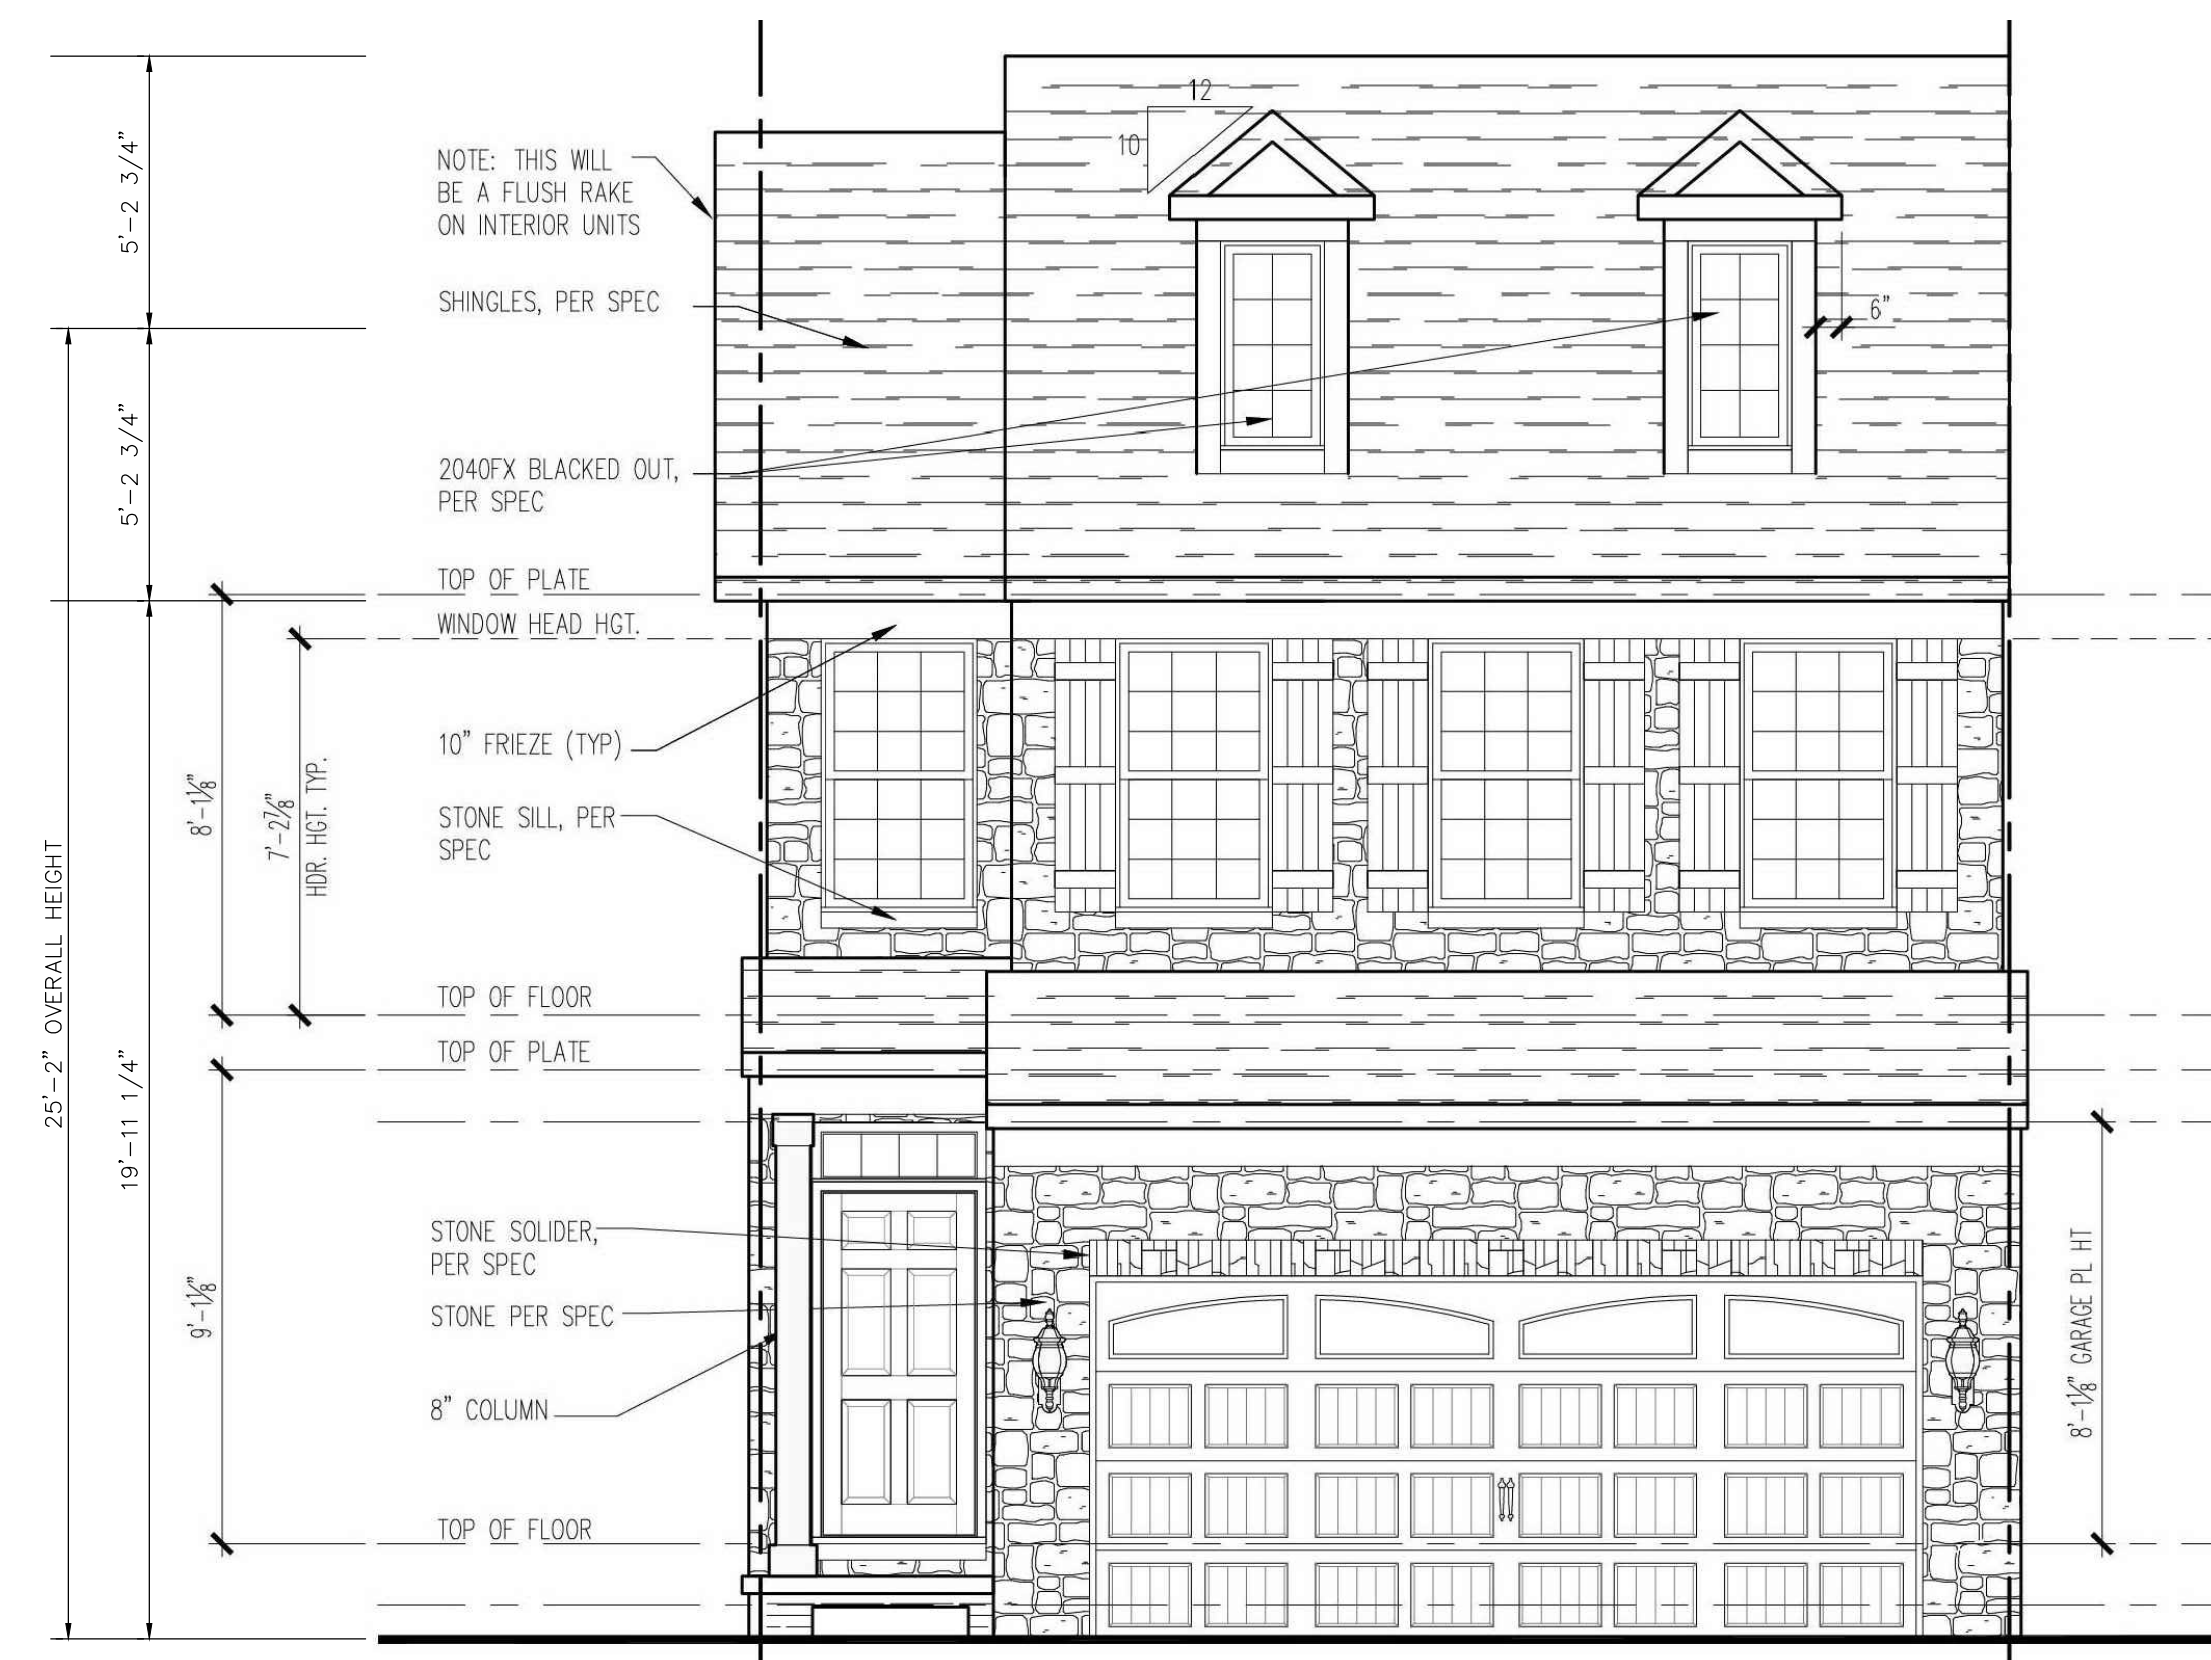 12
10
NOTE: THIS WILL
BE A FLUSH RAKE
ON INTERIOR UNITS
5'-2 3/4"
SHINGLES, PER SPEC
6"
5'-2 3/4"
2040FX BLACKED OUT,
PER SPEC
TOP OF PLATE
WINDOW HEAD HGT.
10" FRIEZE (TYP)
8'-1⅛"
7'-2⅞"
HDR. HGT. TYP.
STONE SILL, PER
SPEC
25'-2" OVERALL HEIGHT
TOP OF FLOOR
TOP OF PLATE
19'-11 1/4"
STONE SOLIDER,
PER SPEC
STONE PER SPEC
9'-1⅛"
8'-1⅛" GARAGE PL HT
8" COLUMN
TOP OF FLOOR